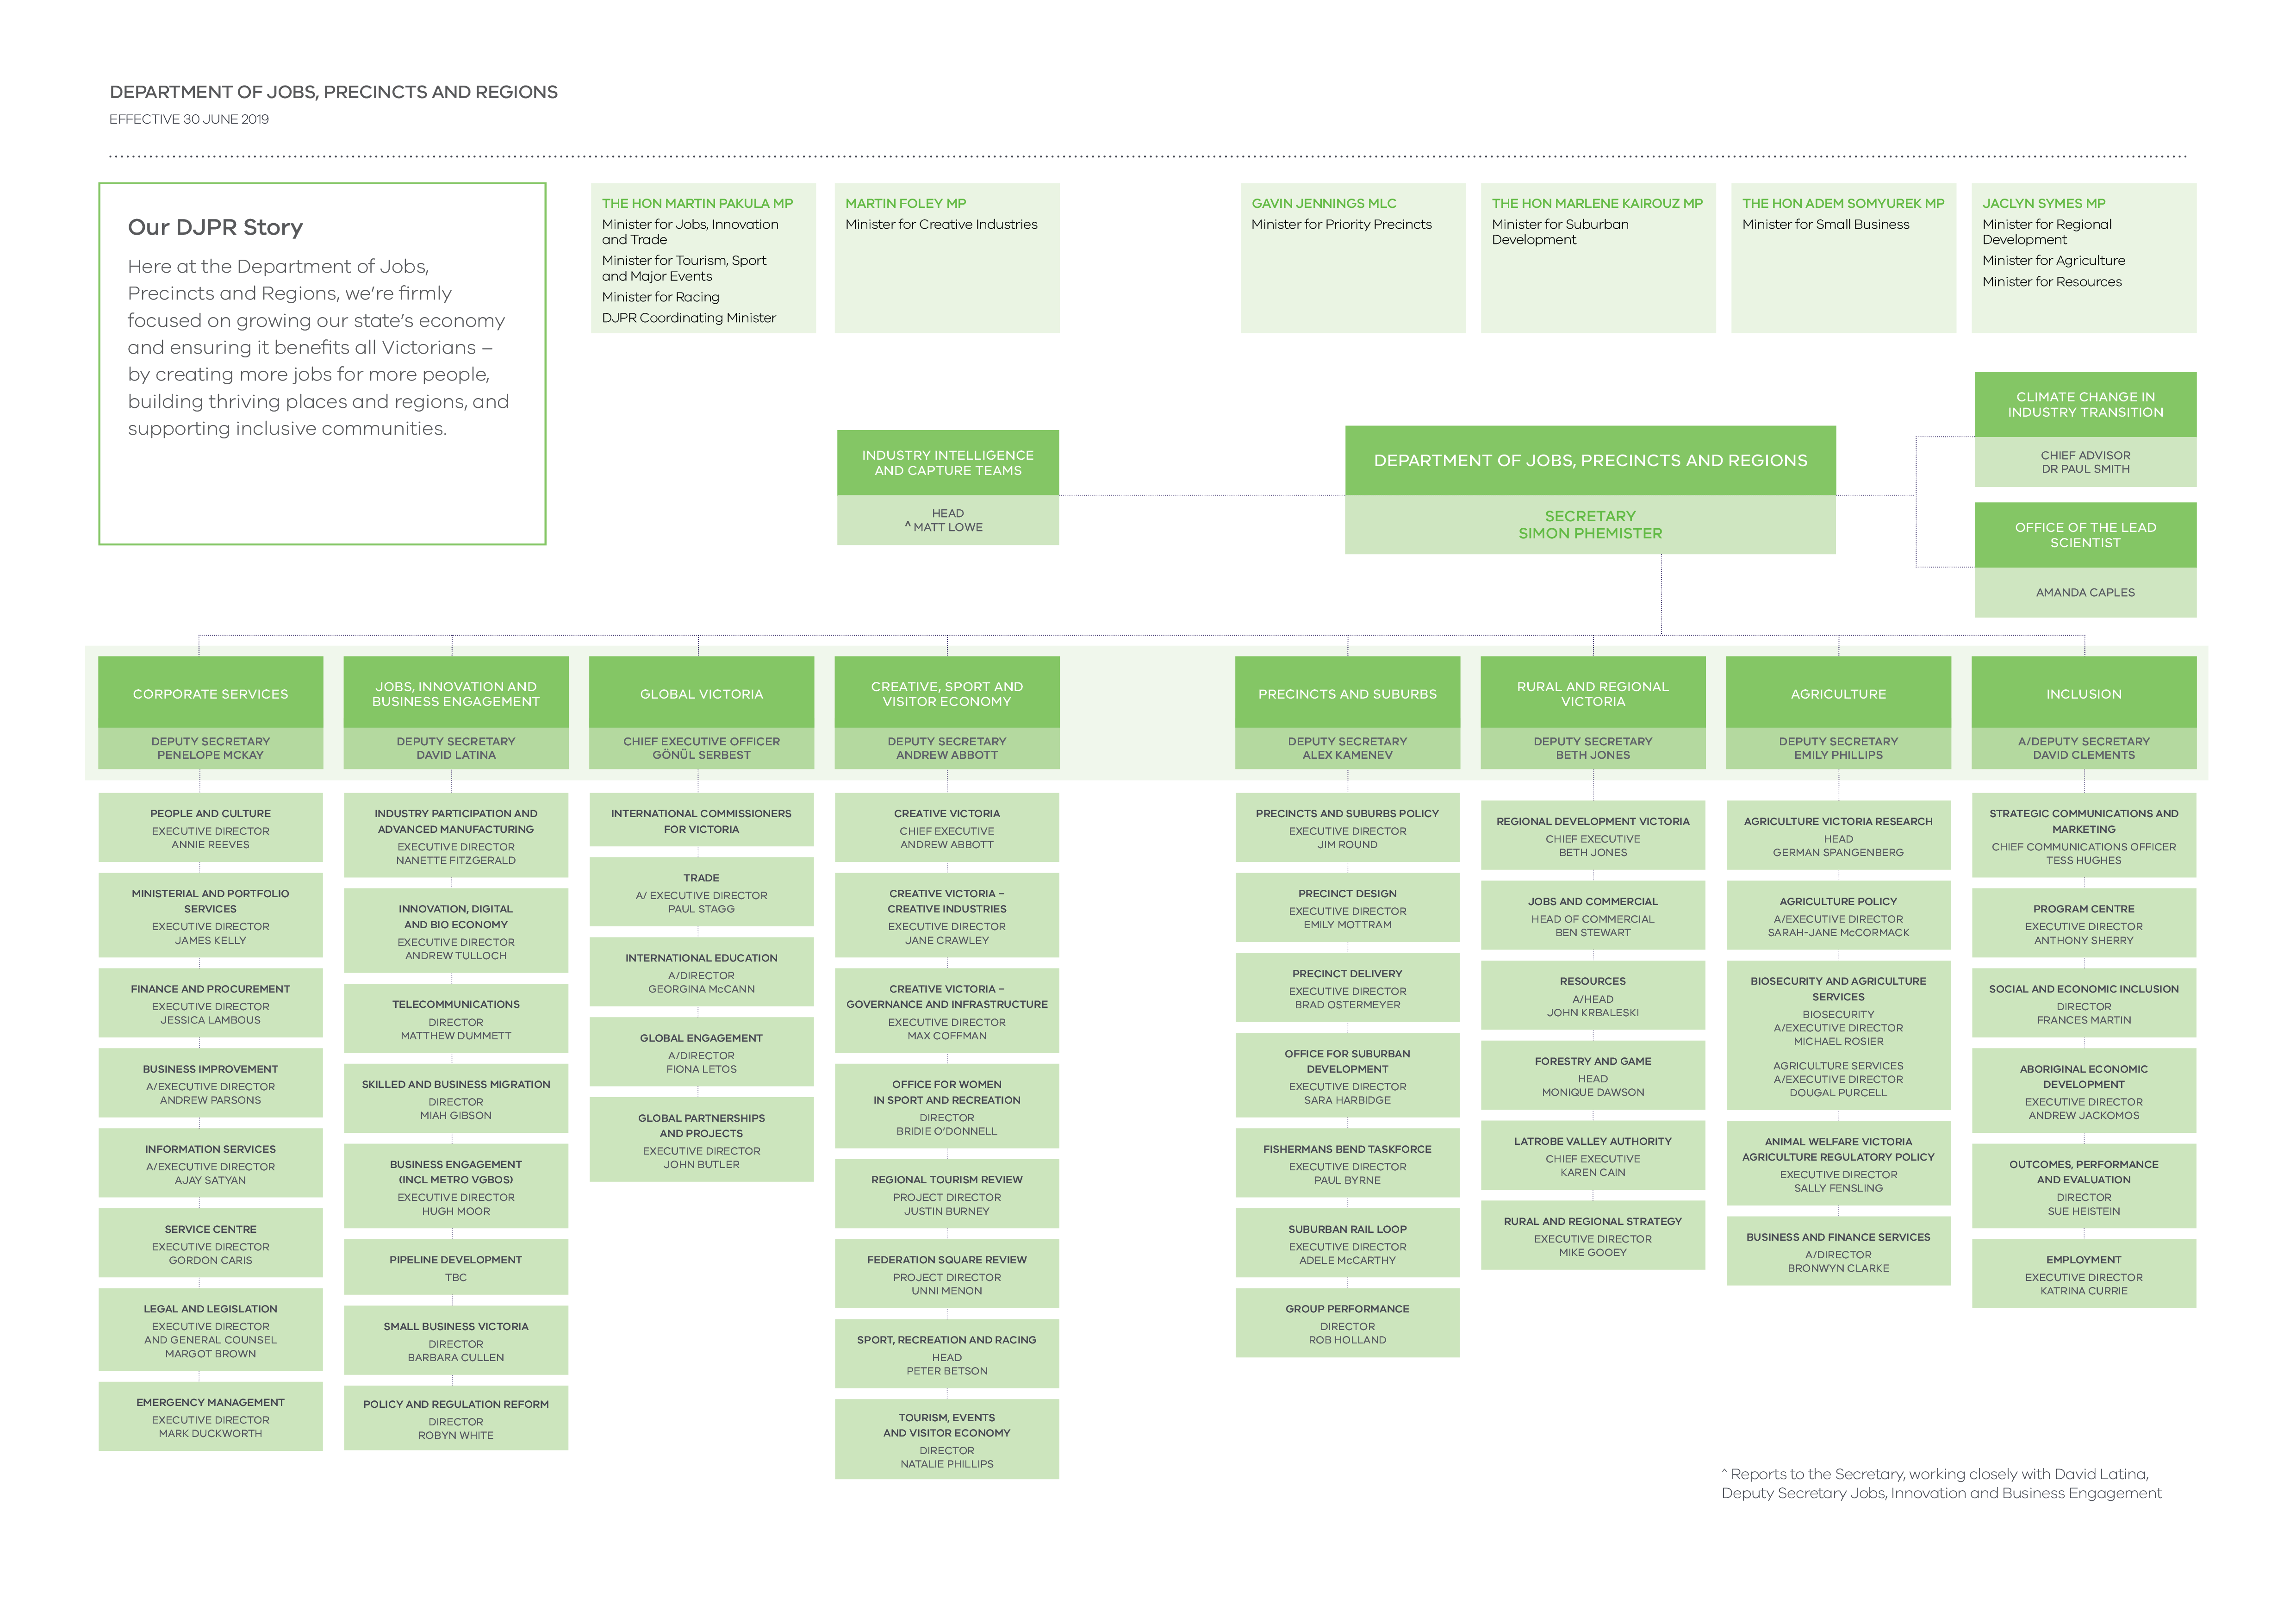 DEPARTMENT OF JOBS, PRECINCTS AND REGIONS
EFFECTIVE 30 JUNE 2019
Our DJPR Story
Here at the Department of Jobs,
Precincts and Regions, we’re firmly
focused on growing our state’s economy
and ensuring it benefits all Victorians –
by creating more jobs for more people,
building thriving places and regions, and
supporting inclusive communities.
THE HON MARTIN PAKULA MP
Minister for Jobs, Innovation
and Trade
Minister for Tourism, Sport
and Major Events
Minister for Racing
DJPR Coordinating Minister
MARTIN FOLEY MP
Minister for Creative Industries
GAVIN JENNINGS MLC
Minister for Priority Precincts
THE HON MARLENE KAIROUZ MP
Minister for Suburban
Development
THE HON ADEM SOMYUREK MP
Minister for Small Business
JACLYN SYMES MP
Minister for Regional
Development
Minister for Agriculture
Minister for Resources
INDUSTRY INTELLIGENCE
AND CAPTURE TEAMS
HEAD
^ MATT LOWE
DEPARTMENT OF JOBS, PRECINCTS AND REGIONS
SECRETARY
SIMON PHEMISTER
CLIMATE CHANGE IN
INDUSTRY TRANSITION
CHIEF ADVISOR
DR PAUL SMITH
OFFICE OF THE LEAD
SCIENTIST
AMANDA CAPLES
CORPORATE SERVICES
DEPUTY SECRETARY
PENELOPE MCKAY
PEOPLE AND CULTURE
EXECUTIVE DIRECTOR
ANNIE REEVES
MINISTERIAL AND PORTFOLIO
SERVICES
EXECUTIVE DIRECTOR
JAMES KELLY
FINANCE AND PROCUREMENT
EXECUTIVE DIRECTOR
JESSICA LAMBOUS
BUSINESS IMPROVEMENT
A/EXECUTIVE DIRECTOR
ANDREW PARSONS
INFORMATION SERVICES
A/EXECUTIVE DIRECTOR
AJAY SATYAN
SERVICE CENTRE
EXECUTIVE DIRECTOR
GORDON CARIS
LEGAL AND LEGISLATION
EXECUTIVE DIRECTOR
AND GENERAL COUNSEL
MARGOT BROWN
EMERGENCY MANAGEMENT
EXECUTIVE DIRECTOR
MARK DUCKWORTH
JOBS, INNOVATION AND
BUSINESS ENGAGEMENT
DEPUTY SECRETARY
DAVID LATINA
INDUSTRY PARTICIPATION AND
ADVANCED MANUFACTURING
EXECUTIVE DIRECTOR
NANETTE FITZGERALD
INNOVATION, DIGITAL
AND BIO ECONOMY
EXECUTIVE DIRECTOR
ANDREW TULLOCH
TELECOMMUNICATIONS
DIRECTOR
MATTHEW DUMMETT
SKILLED AND BUSINESS MIGRATION
DIRECTOR
MIAH GIBSON
BUSINESS ENGAGEMENT
(INCL METRO VGBOS)
EXECUTIVE DIRECTOR
HUGH MOOR
PIPELINE DEVELOPMENT
TBC
SMALL BUSINESS VICTORIA
DIRECTOR
BARBARA CULLEN
POLICY AND REGULATION REFORM
DIRECTOR
ROBYN WHITE
GLOBAL VICTORIA
CHIEF EXECUTIVE OFFICER
GÖNÜL SERBEST
INTERNATIONAL COMMISSIONERS
FOR VICTORIA
TRADE
A/ EXECUTIVE DIRECTOR
PAUL STAGG
INTERNATIONAL EDUCATION
A/DIRECTOR
GEORGINA McCANN
GLOBAL ENGAGEMENT
A/DIRECTOR
FIONA LETOS
GLOBAL PARTNERSHIPS
AND PROJECTS
EXECUTIVE DIRECTOR
JOHN BUTLER
CREATIVE, SPORT AND
VISITOR ECONOMY
DEPUTY SECRETARY
ANDREW ABBOTT
CREATIVE VICTORIA
CHIEF EXECUTIVE
ANDREW ABBOTT
CREATIVE VICTORIA –
CREATIVE INDUSTRIES
EXECUTIVE DIRECTOR
JANE CRAWLEY
CREATIVE VICTORIA –
GOVERNANCE AND INFRASTRUCTURE
EXECUTIVE DIRECTOR
MAX COFFMAN
OFFICE FOR WOMEN
IN SPORT AND RECREATION
DIRECTOR
BRIDIE O’DONNELL
REGIONAL TOURISM REVIEW
PROJECT DIRECTOR
JUSTIN BURNEY
FEDERATION SQUARE REVIEW
PROJECT DIRECTOR
UNNI MENON
SPORT, RECREATION AND RACING
HEAD
PETER BETSON
TOURISM, EVENTS
AND VISITOR ECONOMY
DIRECTOR
NATALIE PHILLIPS
PRECINCTS AND SUBURBS
DEPUTY SECRETARY
ALEX KAMENEV
PRECINCTS AND SUBURBS POLICY
EXECUTIVE DIRECTOR
JIM ROUND
PRECINCT DESIGN
EXECUTIVE DIRECTOR
EMILY MOTTRAM
PRECINCT DELIVERY
EXECUTIVE DIRECTOR
BRAD OSTERMEYER
OFFICE FOR SUBURBAN
DEVELOPMENT
EXECUTIVE DIRECTOR
SARA HARBIDGE
FISHERMANS BEND TASKFORCE
EXECUTIVE DIRECTOR
PAUL BYRNE
SUBURBAN RAIL LOOP
EXECUTIVE DIRECTOR
ADELE McCARTHY
GROUP PERFORMANCE
DIRECTOR
ROB HOLLAND
RURAL AND REGIONAL
VICTORIA
DEPUTY SECRETARY
BETH JONES
REGIONAL DEVELOPMENT VICTORIA
CHIEF EXECUTIVE
BETH JONES
JOBS AND COMMERCIAL
HEAD OF COMMERCIAL
BEN STEWART
RESOURCES
A/HEAD
JOHN KRBALESKI
FORESTRY AND GAME
HEAD
MONIQUE DAWSON
LATROBE VALLEY AUTHORITY
CHIEF EXECUTIVE
KAREN CAIN
RURAL AND REGIONAL STRATEGY
EXECUTIVE DIRECTOR
MIKE GOOEY
AGRICULTURE
DEPUTY SECRETARY
EMILY PHILLIPS
AGRICULTURE VICTORIA RESEARCH
HEAD
GERMAN SPANGENBERG
AGRICULTURE POLICY
A/EXECUTIVE DIRECTOR
SARAH-JANE McCORMACK
BIOSECURITY AND AGRICULTURE
SERVICES
BIOSECURITY
A/EXECUTIVE DIRECTOR
MICHAEL ROSIER
AGRICULTURE SERVICES
A/EXECUTIVE DIRECTOR
DOUGAL PURCELL
ANIMAL WELFARE VICTORIA
AGRICULTURE REGULATORY POLICY
EXECUTIVE DIRECTOR
SALLY FENSLING
BUSINESS AND FINANCE SERVICES
A/DIRECTOR
BRONWYN CLARKE
INCLUSION
A/DEPUTY SECRETARY
DAVID CLEMENTS
STRATEGIC COMMUNICATIONS AND
MARKETING
CHIEF COMMUNICATIONS OFFICER
TESS HUGHES
PROGRAM CENTRE
EXECUTIVE DIRECTOR
ANTHONY SHERRY
SOCIAL AND ECONOMIC INCLUSION
DIRECTOR
FRANCES MARTIN
ABORIGINAL ECONOMIC
DEVELOPMENT
EXECUTIVE DIRECTOR
ANDREW JACKOMOS
OUTCOMES, PERFORMANCE
AND EVALUATION
DIRECTOR
SUE HEISTEIN
EMPLOYMENT
EXECUTIVE DIRECTOR
KATRINA CURRIE
^ Reports to the Secretary, working closely with David Latina,
Deputy Secretary Jobs, Innovation and Business Engagement